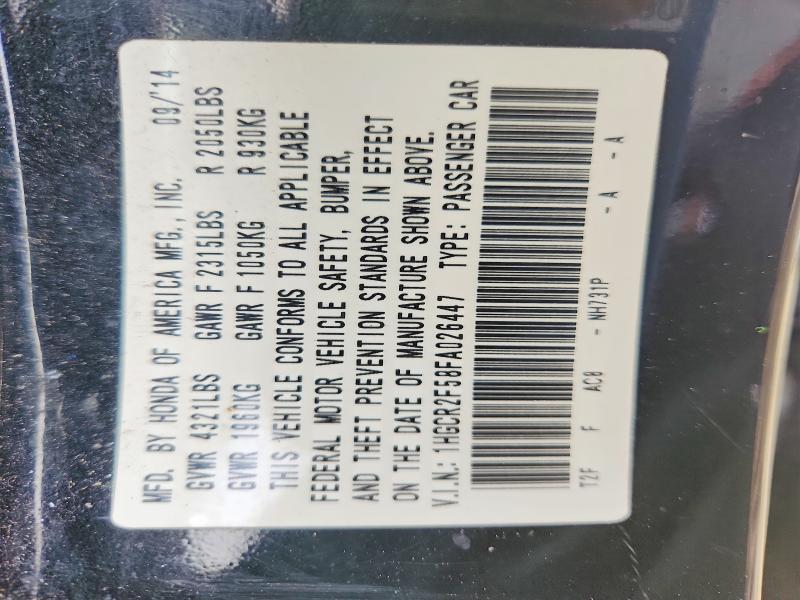 MFD. BY HONDA OF AMERICA MFG., INC. 09/'14
GVWR 4321LBS GAWR F 2315LBS R 2050LBS
GVWR 1960KG GAWR F 1050KG R 930KG
THIS VEHICLE CONFORMS TO ALL APPLICABLE
FEDERAL MOTOR VEHICLE SAFETY, BUMPER,
AND THEFT PREVENTION STANDARDS IN EFFECT
ON THE DATE OF MANUFACTURE SHOWN ABOVE.
V.I.N.: 1HGCR2F58FA026447 TYPE: PASSENGER CAR
T2F F AC8 - NH731P - A - A